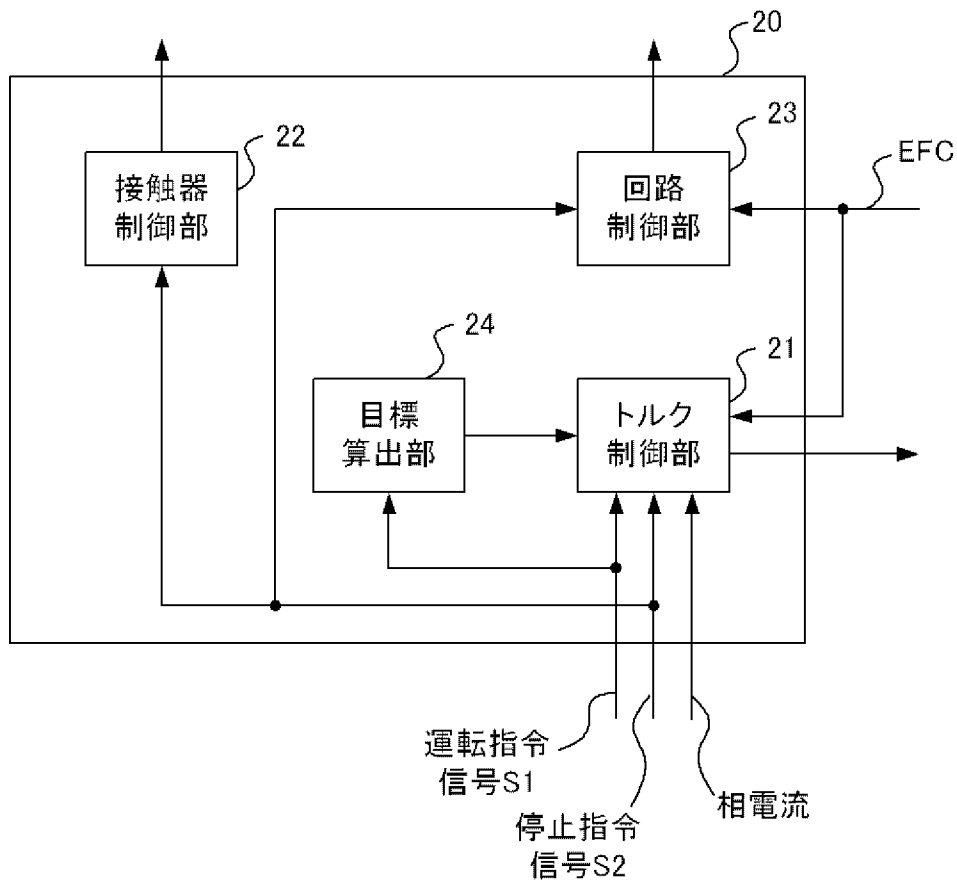 20
22
23
EFC
接触器
制御部
回路
制御部
24
21
目標
算出部
トルク
制御部
運転指令
信号S1
停止指令
信号S2
相電流